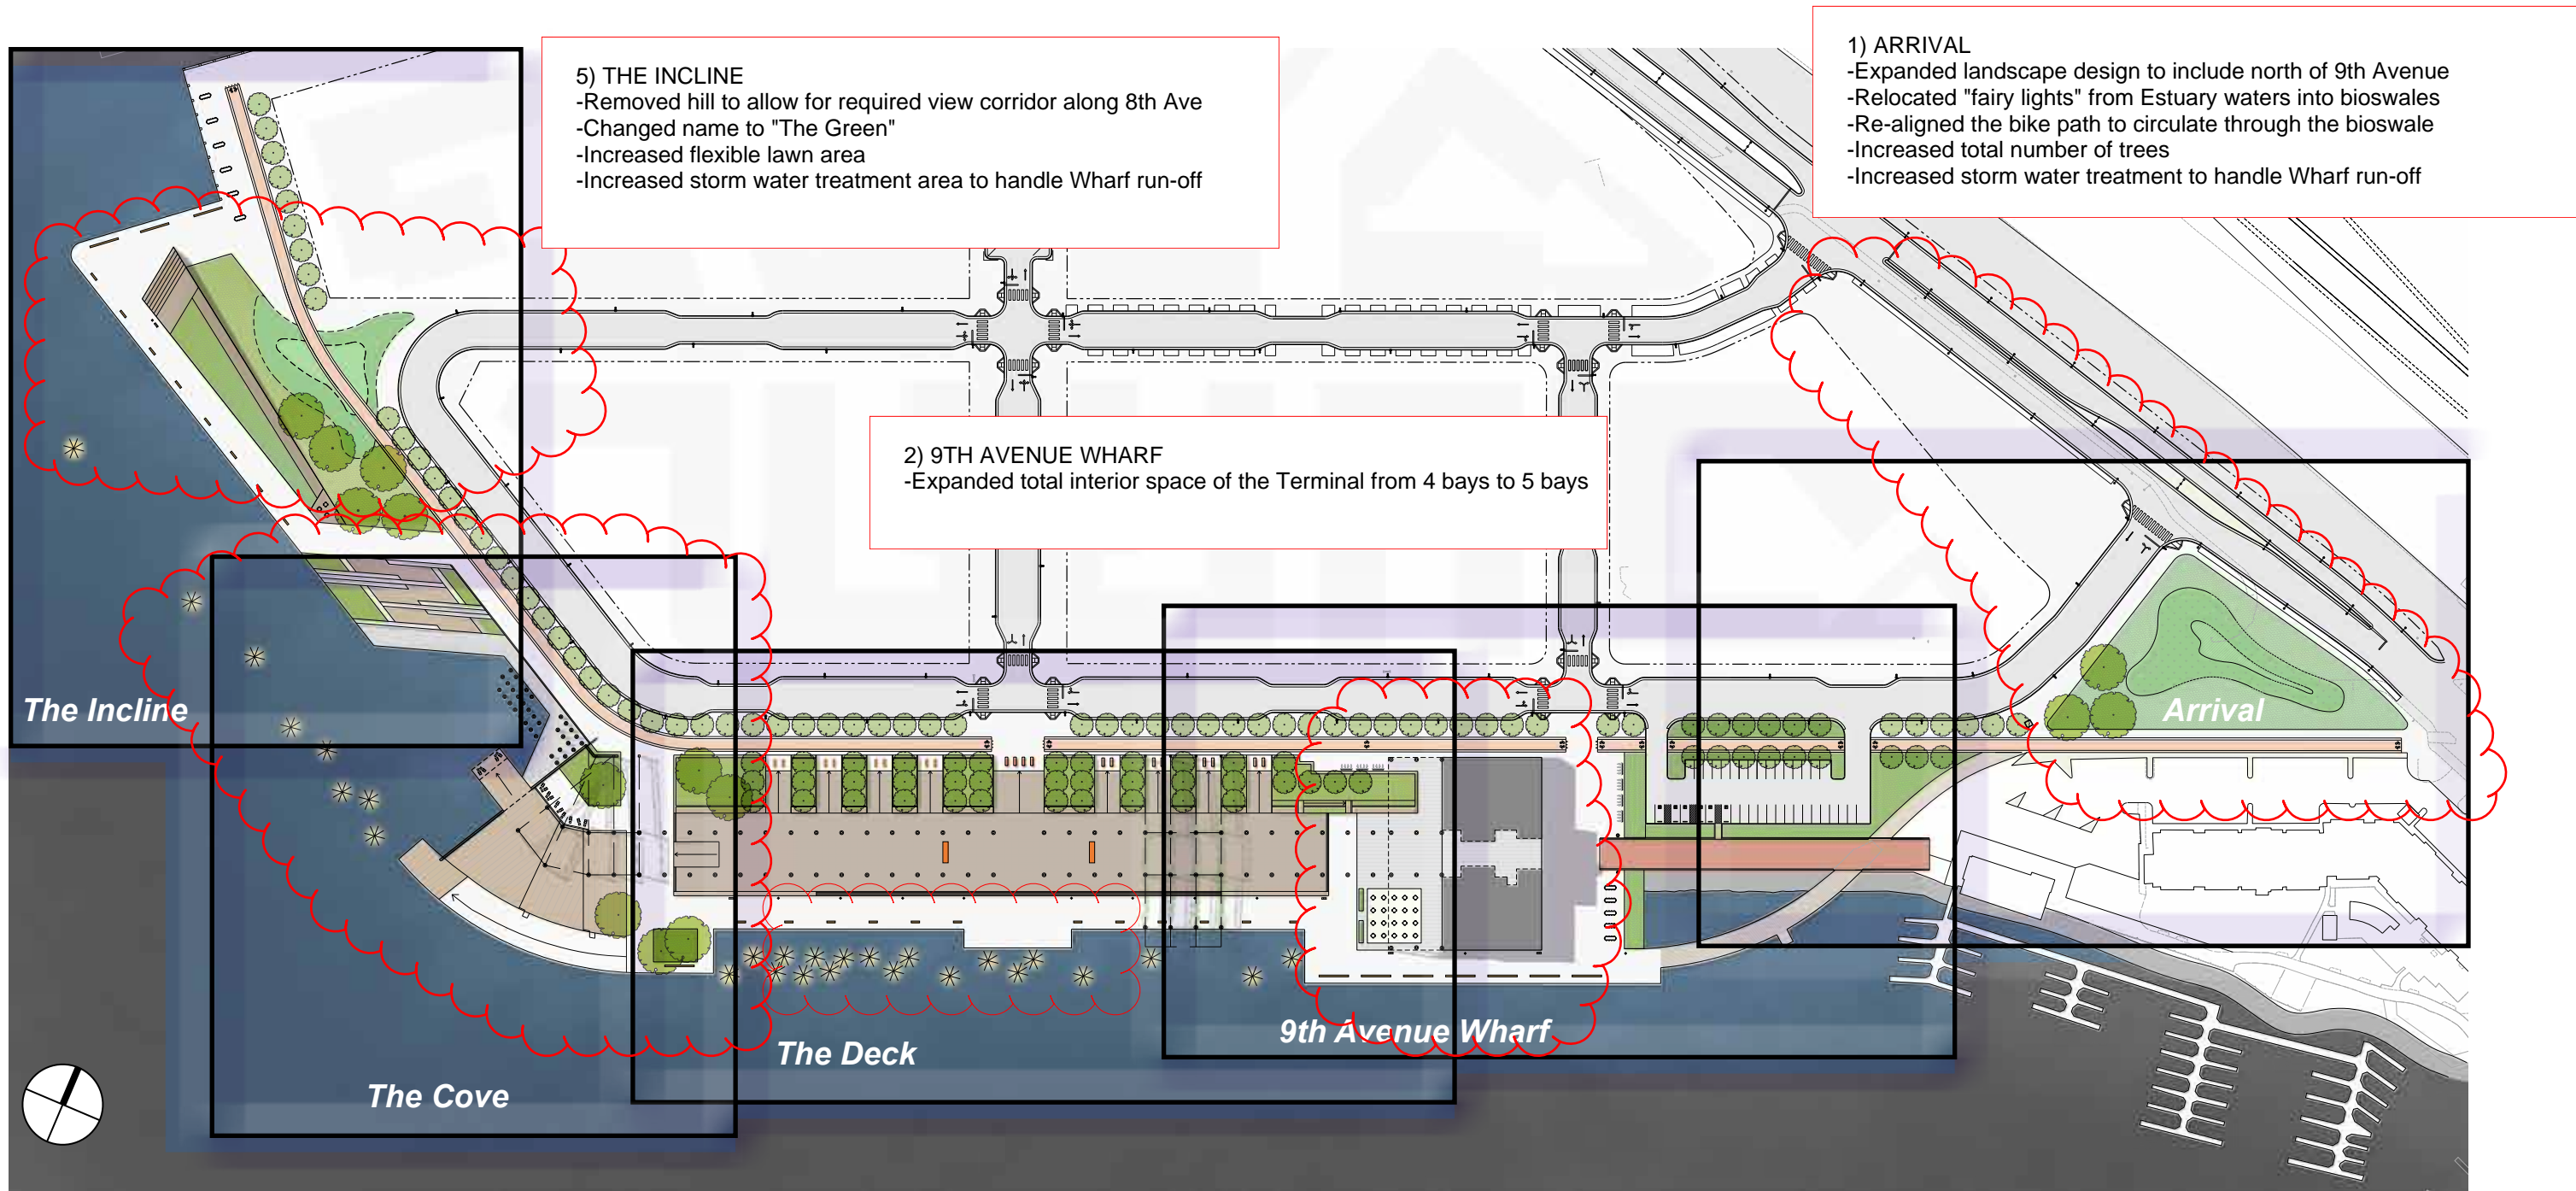 5) THE INCLINE
-Removed hill to allow for required view corridor along 8th Ave
-Changed name to "The Green"
-Increased flexible lawn area
-Increased storm water treatment area to handle Wharf run-off
1) ARRIVAL
-Expanded landscape design to include north of 9th Avenue
-Relocated "fairy lights" from Estuary waters into bioswales
-Re-aligned the bike path to circulate through the bioswale
-Increased total number of trees
-Increased storm water treatment to handle Wharf run-off
2) 9TH AVENUE WHARF
-Expanded total interior space of the Terminal from 4 bays to 5 bays
The Incline
Arrival
9th Avenue Wharf
The Deck
The Cove